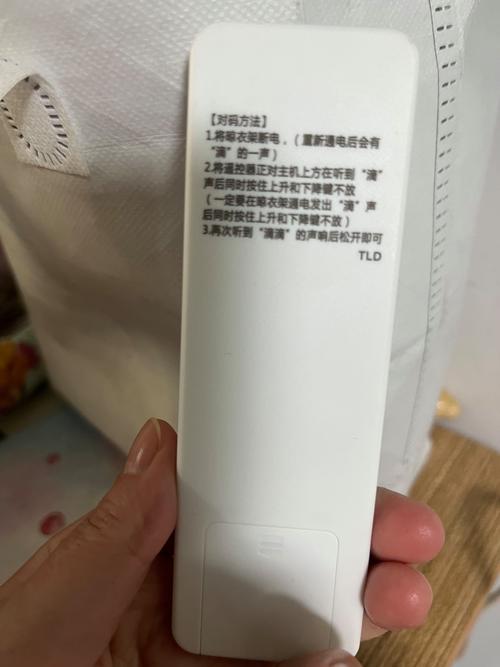 【对码方法】
1.将晾衣架断电，（重新通电后会有
“滴”的一声）
2.将遥控器正对主机上方在听到“滴”
声后同时按住上升和下降键不放
（一定要在晾衣架通电发出“滴”声
后同时按住上升和下降键不放）
3.再次听到“滴滴”的声响后松开即可
TLD